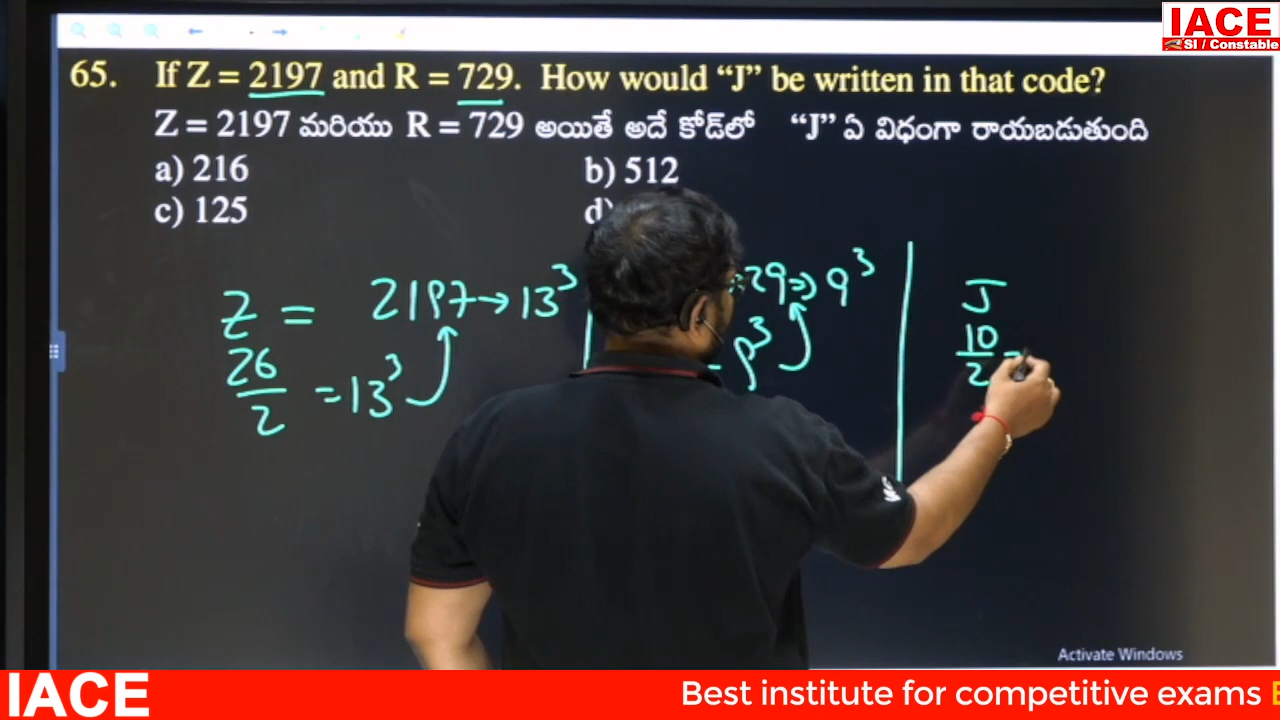 IACE
SI / Constable
65. If Z = 2197 and R = 729. How would “J” be written in that code?
Z = 2197 మరియు R = 729 అయితే అదే కోడ్‌లో “J” ఏ విధంగా రాయబడుతుంది
a) 216 b) 512
c) 125 d)
Z = 2197 → 13³
29 ⇒ 9³
J
26/2 = 13³
9³
10/2 =
Activate Windows
IACE Best institute for competitive exams